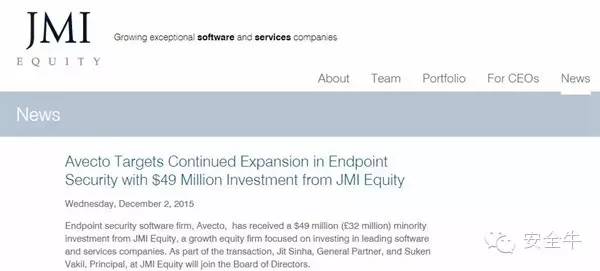 JMI
EQUITY
Growing exceptional software and services companies
About Team Portfolio For CEOs News
News
Avecto Targets Continued Expansion in Endpoint
Security with $49 Million Investment from JMI Equity
Wednesday, December 2, 2015
Endpoint security software firm, Avecto, has received a $49 million (£32 million) minority
investment from JMI Equity, a growth equity firm focused on investing in leading software
and services companies. As part of the transaction, Jit Sinha, General Partner, and Suken
Vakil, Principal, at JMI Equity will join the Board of Directors.
安全牛